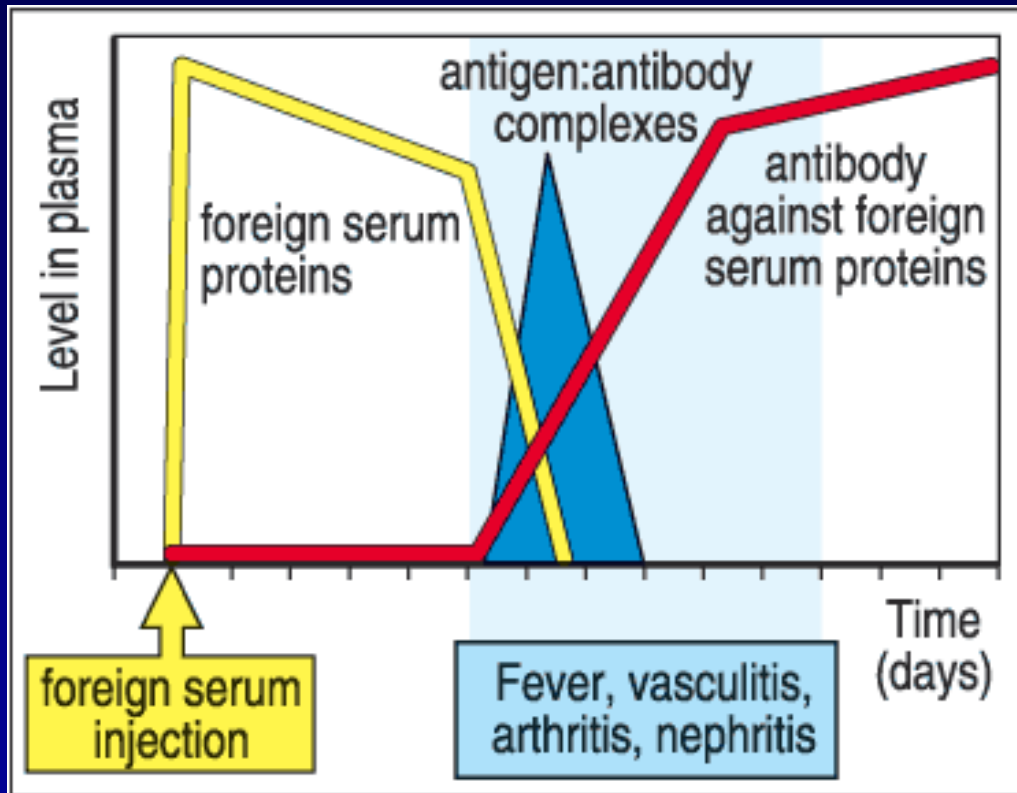 Level in plasma
antigen:antibody
complexes
foreign serum
proteins
antibody
against foreign
serum proteins
Time
(days)
foreign serum
injection
Fever, vasculitis,
arthritis, nephritis